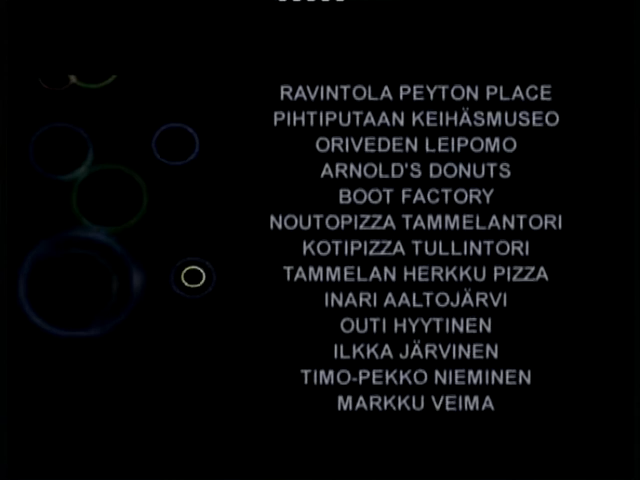 RAVINTOLA PEYTON PLACE
PIHTIPUTAAN KEIHÄSMUSEO
ORIVEDEN LEIPOMO
ARNOLD'S DONUTS
BOOT FACTORY
NOUTOPIZZA TAMMELANTORI
KOTIPIZZA TULLINTORI
TAMMELAN HERKKU PIZZA
INARI AALTOJÄRVI
OUTI HYYTINEN
ILKKA JÄRVINEN
TIMO-PEKKO NIEMINEN
MARKKU VEIMA